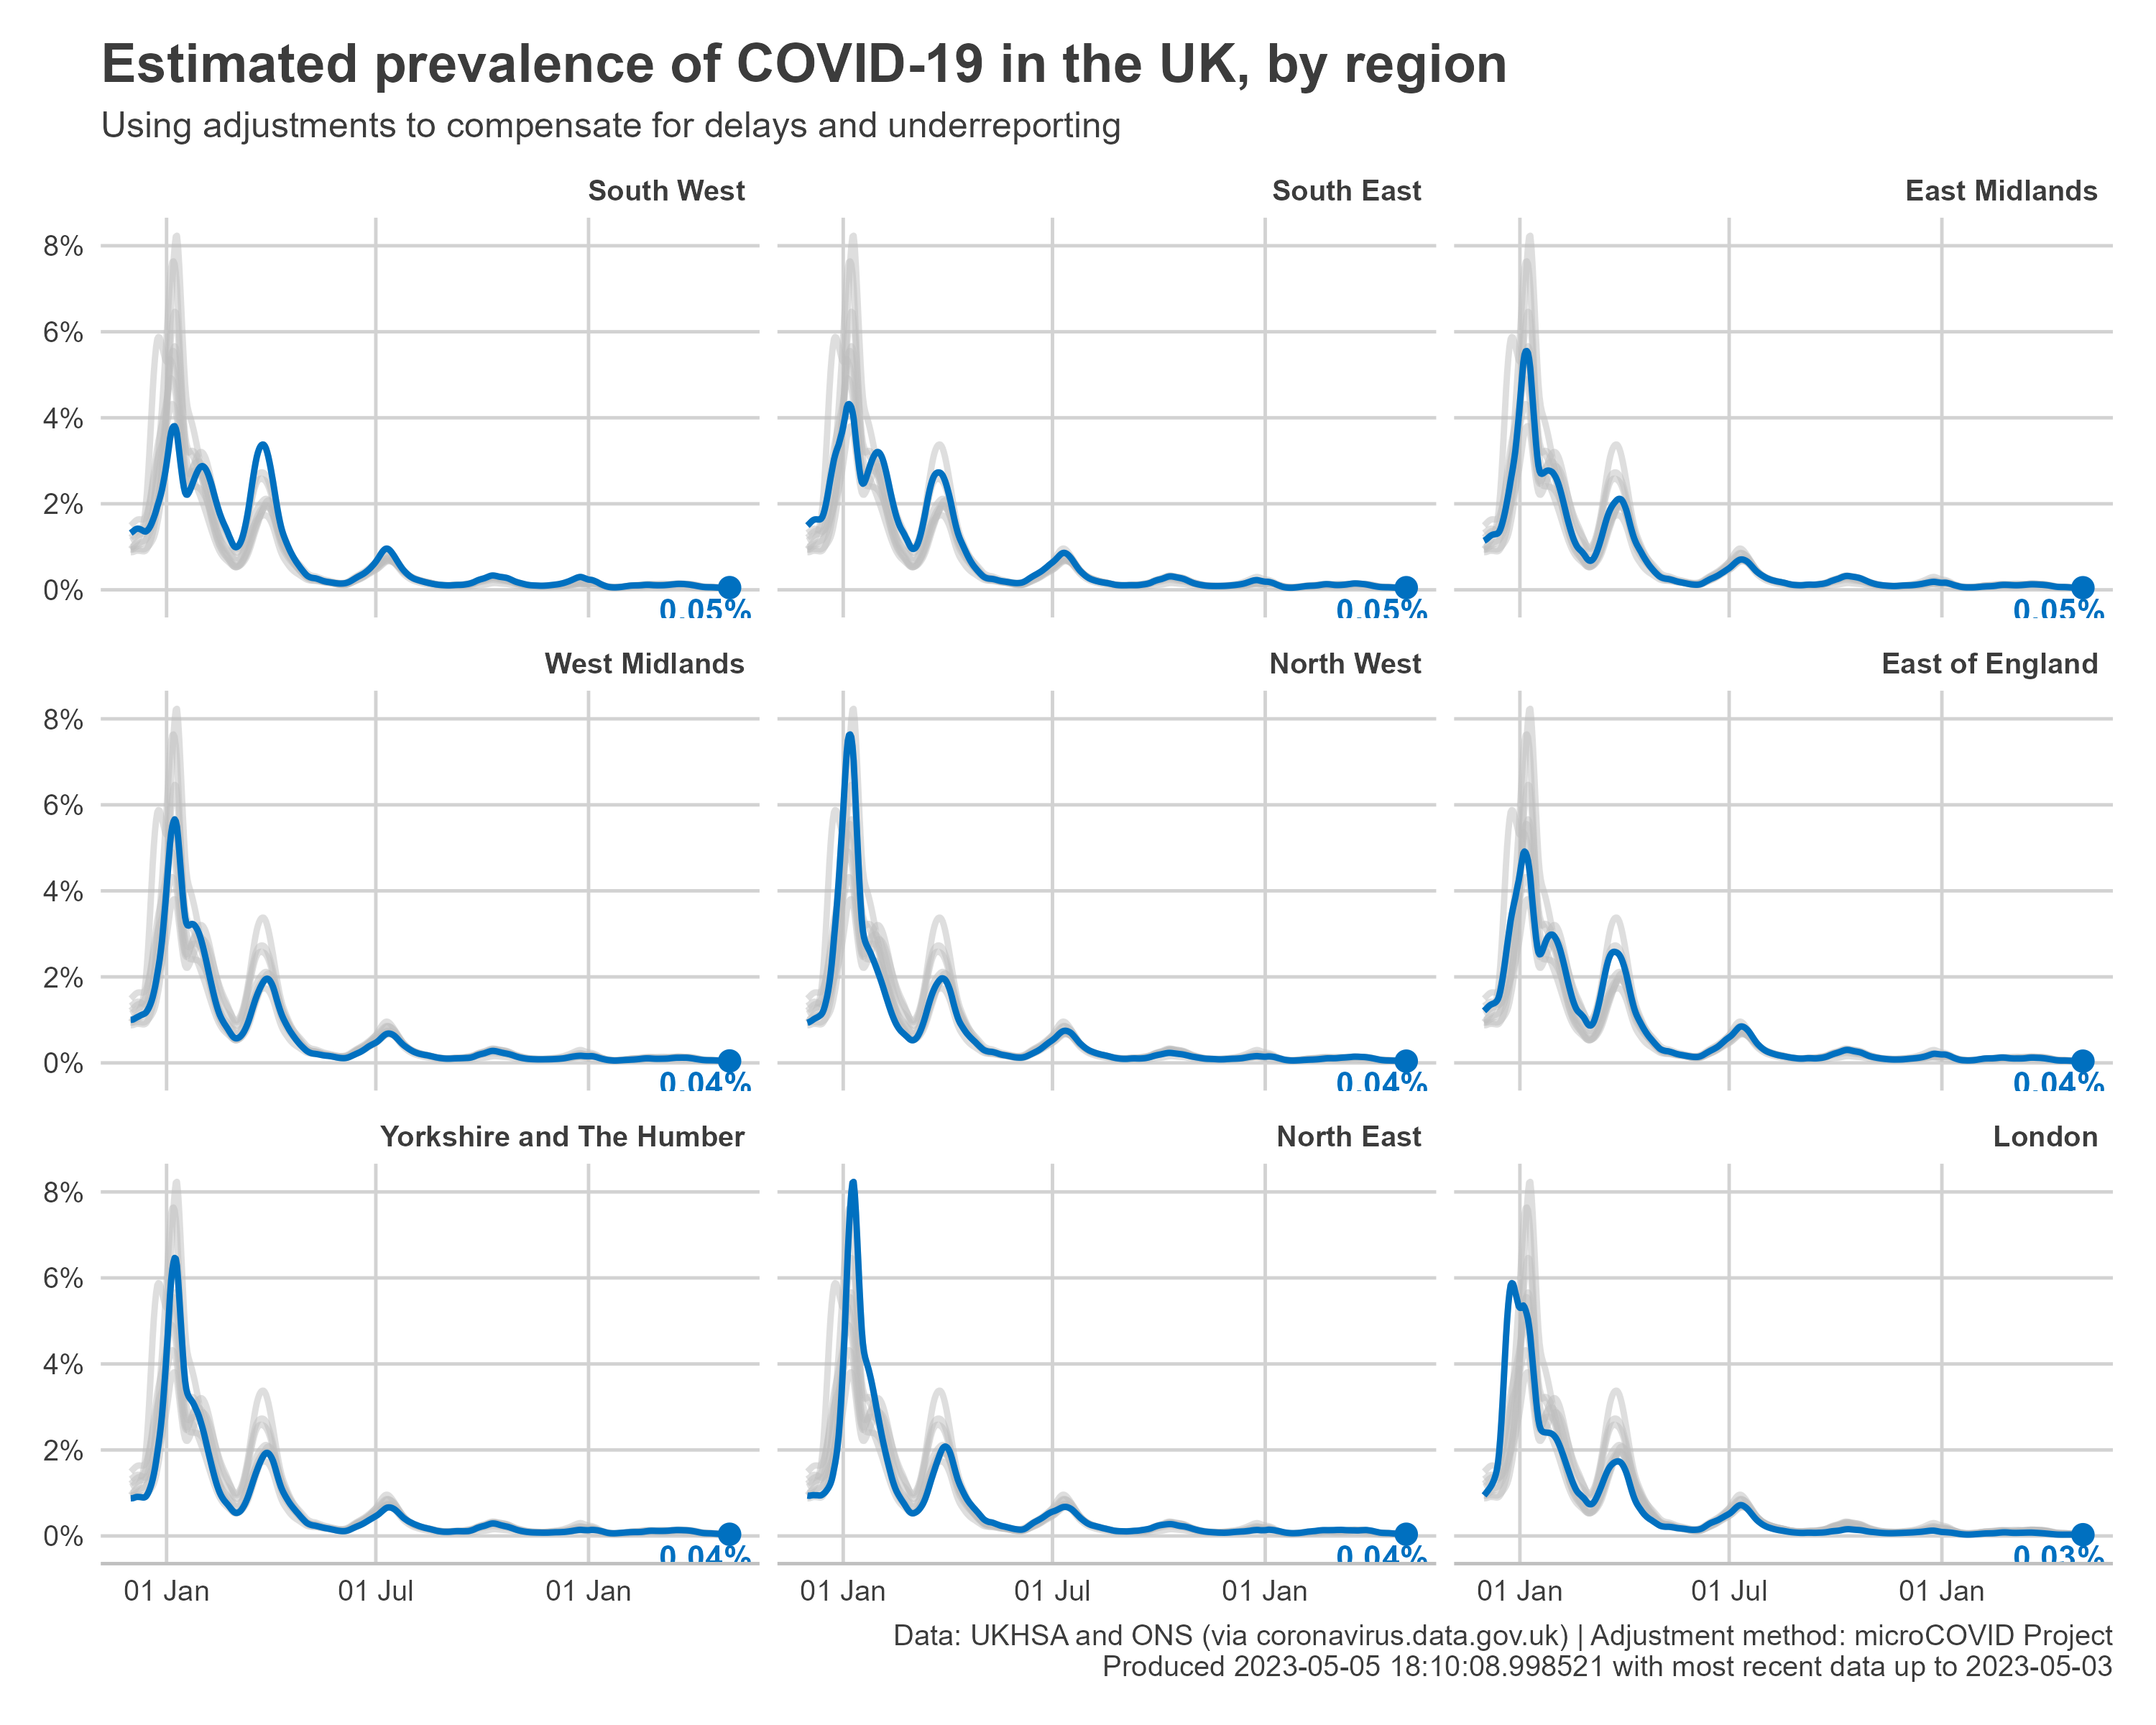 Estimated prevalence of COVID-19 in the UK, by region
Using adjustments to compensate for delays and underreporting
South West
South East
East Midlands
8%
6%
4%
2%
0%
0.05%
0.05%
0.05%
West Midlands
North West
East of England
8%
6%
4%
2%
0%
0.04%
0.04%
0.04%
Yorkshire and The Humber
North East
London
8%
6%
4%
2%
0%
0.04%
0.04%
0.03%
01 Jan
01 Jul
01 Jan
01 Jan
01 Jul
01 Jan
01 Jan
01 Jul
01 Jan
Data: UKHSA and ONS (via coronavirus.data.gov.uk) | Adjustment method: microCOVID Project
Produced 2023-05-05 18:10:08.998521 with most recent data up to 2023-05-03